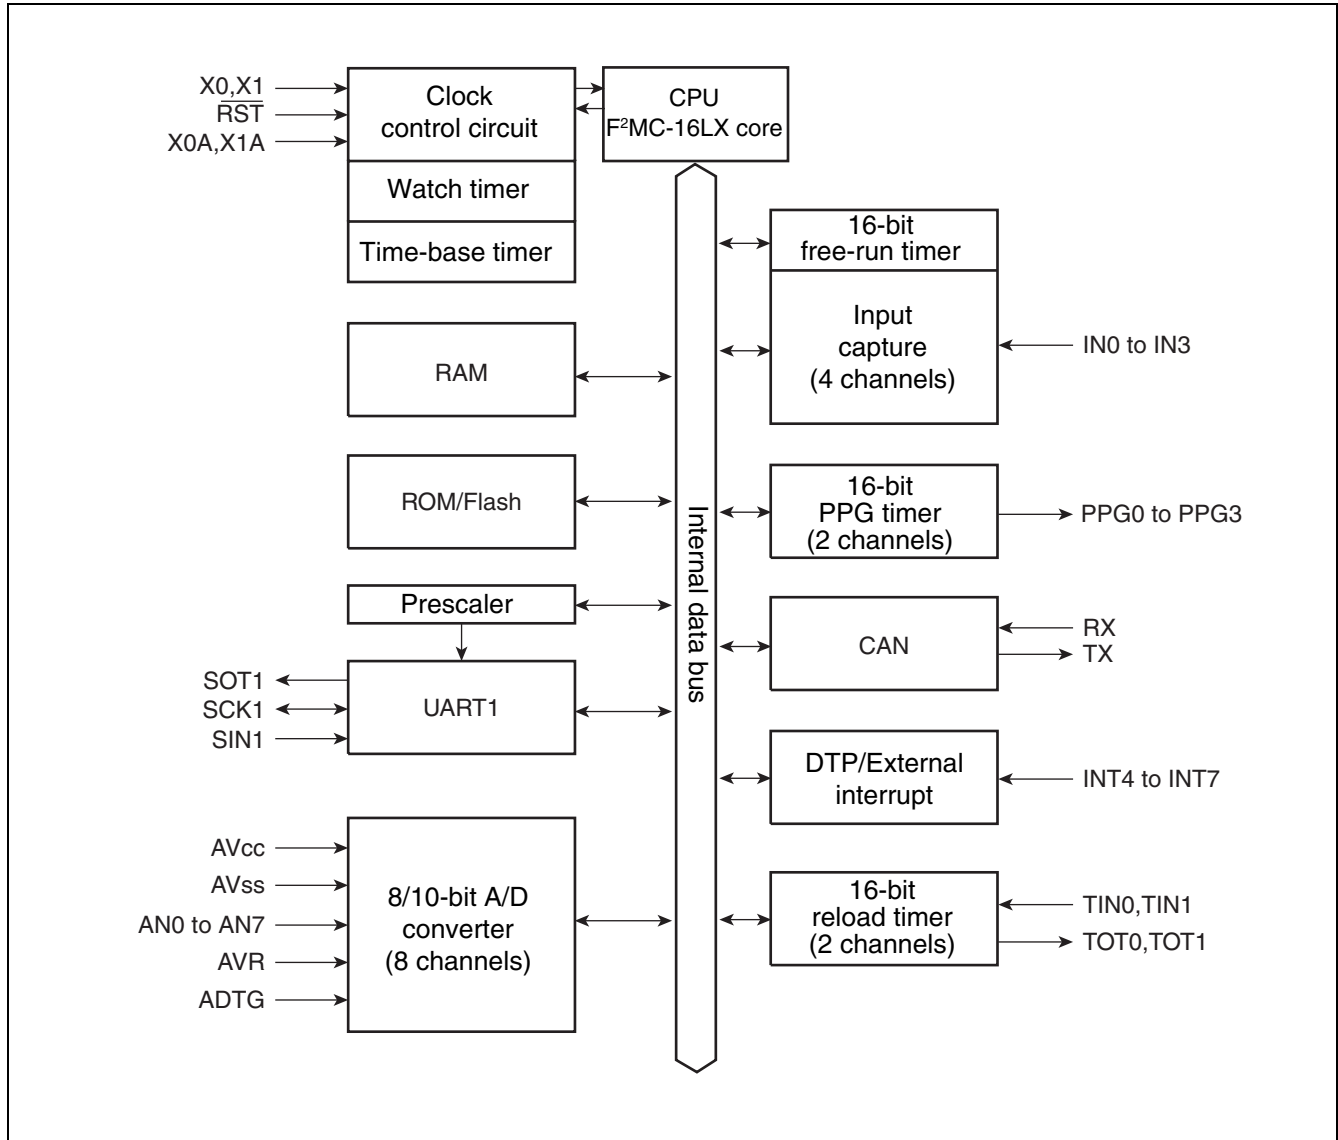 X0,X1
RST
X0A,X1A
Clock
control circuit
Watch timer
Time-base timer
CPU
F²MC-16LX core
RAM
ROM/Flash
Prescaler
SOT1
SCK1
SIN1
UART1
AVcc
AVss
AN0 to AN7
AVR
ADTG
8/10-bit A/D
converter
(8 channels)
Internal data bus
16-bit
free-run timer
Input
capture
(4 channels)
IN0 to IN3
16-bit
PPG timer
(2 channels)
PPG0 to PPG3
CAN
RX
TX
DTP/External
interrupt
INT4 to INT7
16-bit
reload timer
(2 channels)
TIN0,TIN1
TOT0,TOT1